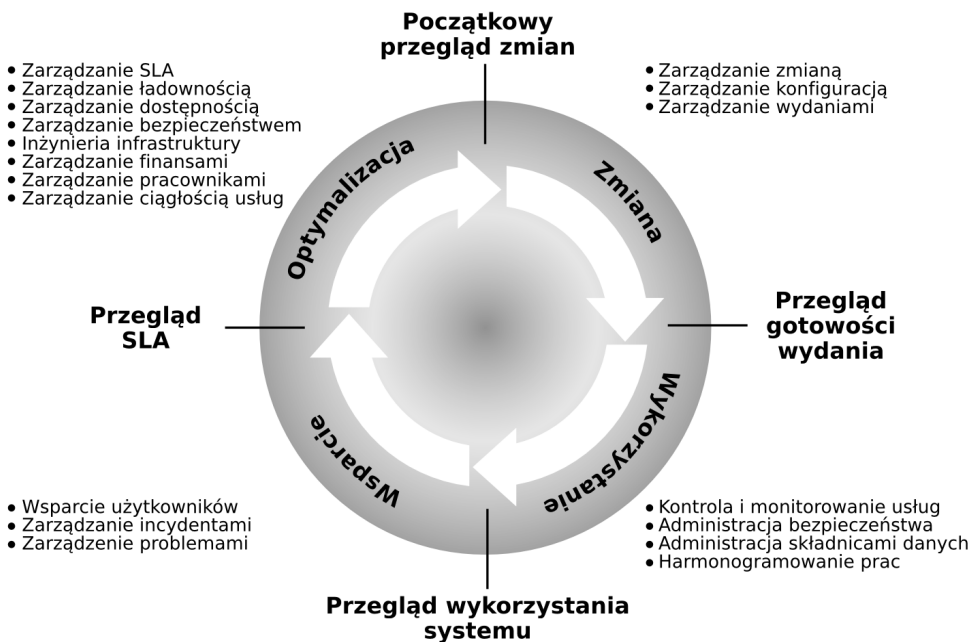 Początkowy
przegląd zmian
• Zarządzanie SLA
• Zarządzanie ładownością
• Zarządzanie dostępnością
• Zarządzanie bezpieczeństwem
• Inżynieria infrastruktury
• Zarządzanie finansami
• Zarządzanie pracownikami
• Zarządzanie ciągłością usług
• Zarządzanie zmianą
• Zarządzanie konfiguracją
• Zarządzanie wydaniami
Optymalizacja
Zmiana
Przegląd
SLA
Przegląd
gotowości
wydania
Wsparcie
Wykorzystanie
• Wsparcie użytkowników
• Zarządzanie incydentami
• Zarządzenie problemami
• Kontrola i monitorowanie usług
• Administracja bezpieczeństwa
• Administracja składnicami danych
• Harmonogramowanie prac
Przegląd wykorzystania
systemu